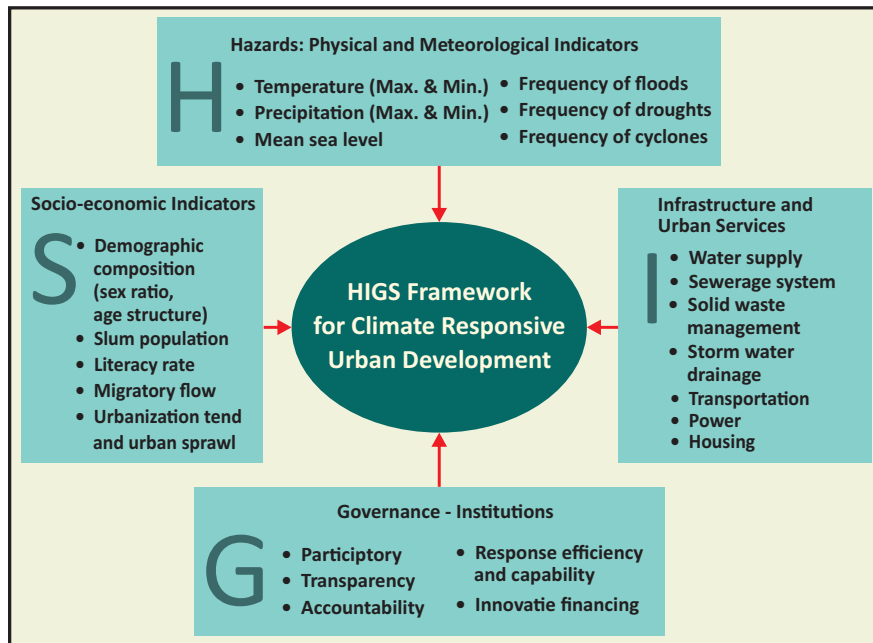 Hazards: Physical and Meteorological Indicators
H
• Temperature (Max. & Min.)
• Precipitation (Max. & Min.)
• Mean sea level
• Frequency of floods
• Frequency of droughts
• Frequency of cyclones
Socio-economic Indicators
S
• Demographic
composition
(sex ratio,
age structure)
• Slum population
• Literacy rate
• Migratory flow
• Urbanization tend
and urban sprawl
HIGS Framework
for Climate Responsive
Urban Development
Infrastructure and
Urban Services
I
• Water supply
• Sewerage system
• Solid waste
management
• Storm water
drainage
• Transportation
• Power
• Housing
Governance - Institutions
G
• Participtory
• Transparency
• Accountability
• Response efficiency
and capability
• Innovatie financing